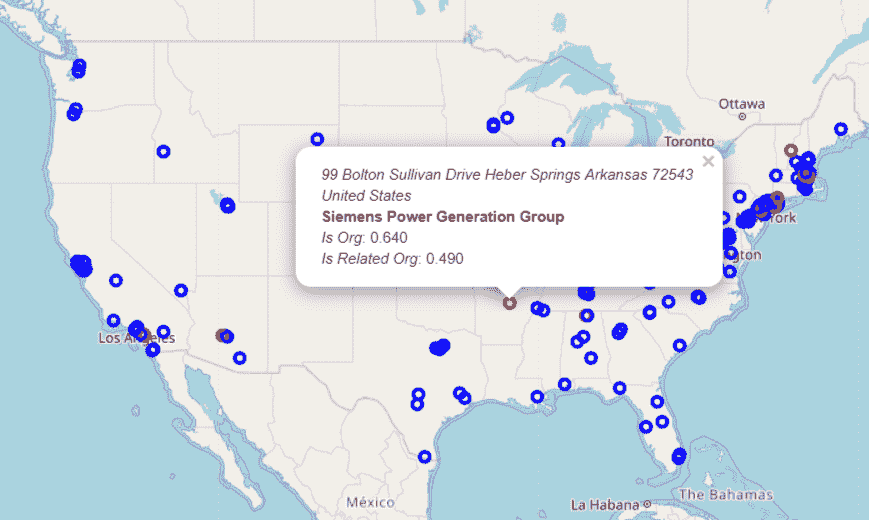 Ottawa
Toronto
×
99 Bolton Sullivan Drive Heber Springs Arkansas 72543
United States
Siemens Power Generation Group
Is Org: 0.640
Is Related Org: 0.490
York
ington
Los Angeles
México
La Habana
The Bahamas